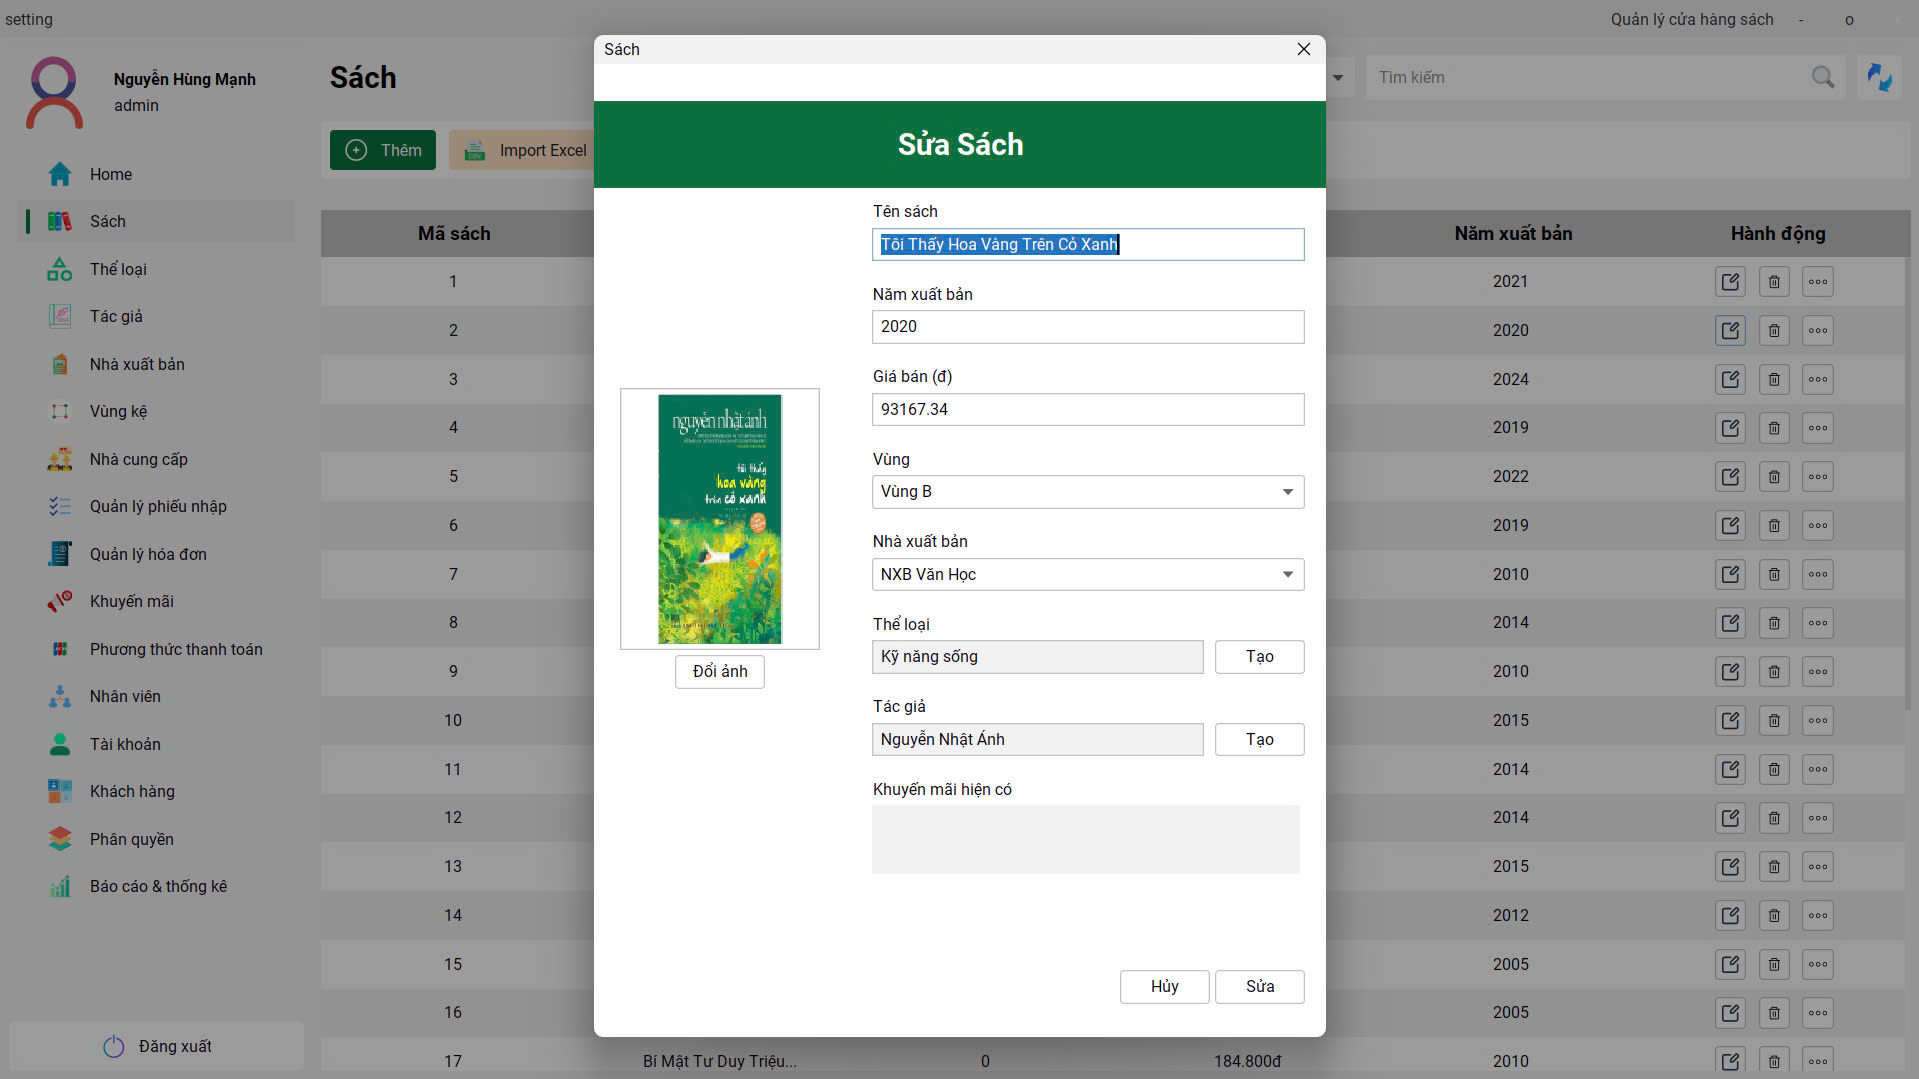 setting
Quản lý cửa hàng sách - o x
Nguyễn Hùng Mạnh
admin
Home
Sách
Thể loại
Tác giả
Nhà xuất bản
Vùng kệ
Nhà cung cấp
Quản lý phiếu nhập
Quản lý hóa đơn
Khuyến mãi
Phương thức thanh toán
Nhân viên
Tài khoản
Khách hàng
Phân quyền
Báo cáo & thống kê
Đăng xuất
Sách
Tìm kiếm
Thêm
Import Excel
Mã sách
Năm xuất bản
Hành động
1
2021
2
2020
3
2024
4
2019
5
2022
6
2019
7
2010
8
2014
9
2010
10
2015
11
2014
12
2014
13
2015
14
2012
15
2005
16
2005
17
Bí Mật Tư Duy Triệu...
0
184.800đ
2010
Sách
Sửa Sách
nguyễn nhật ánh
tôi thấy
hoa vàng
trên cỏ xanh
Đổi ảnh
Tên sách
Tôi Thấy Hoa Vàng Trên Cỏ Xanh
Năm xuất bản
2020
Giá bán (đ)
93167.34
Vùng
Vùng B
Nhà xuất bản
NXB Văn Học
Thể loại
Kỹ năng sống
Tạo
Tác giả
Nguyễn Nhật Ánh
Tạo
Khuyến mãi hiện có
Hủy
Sửa